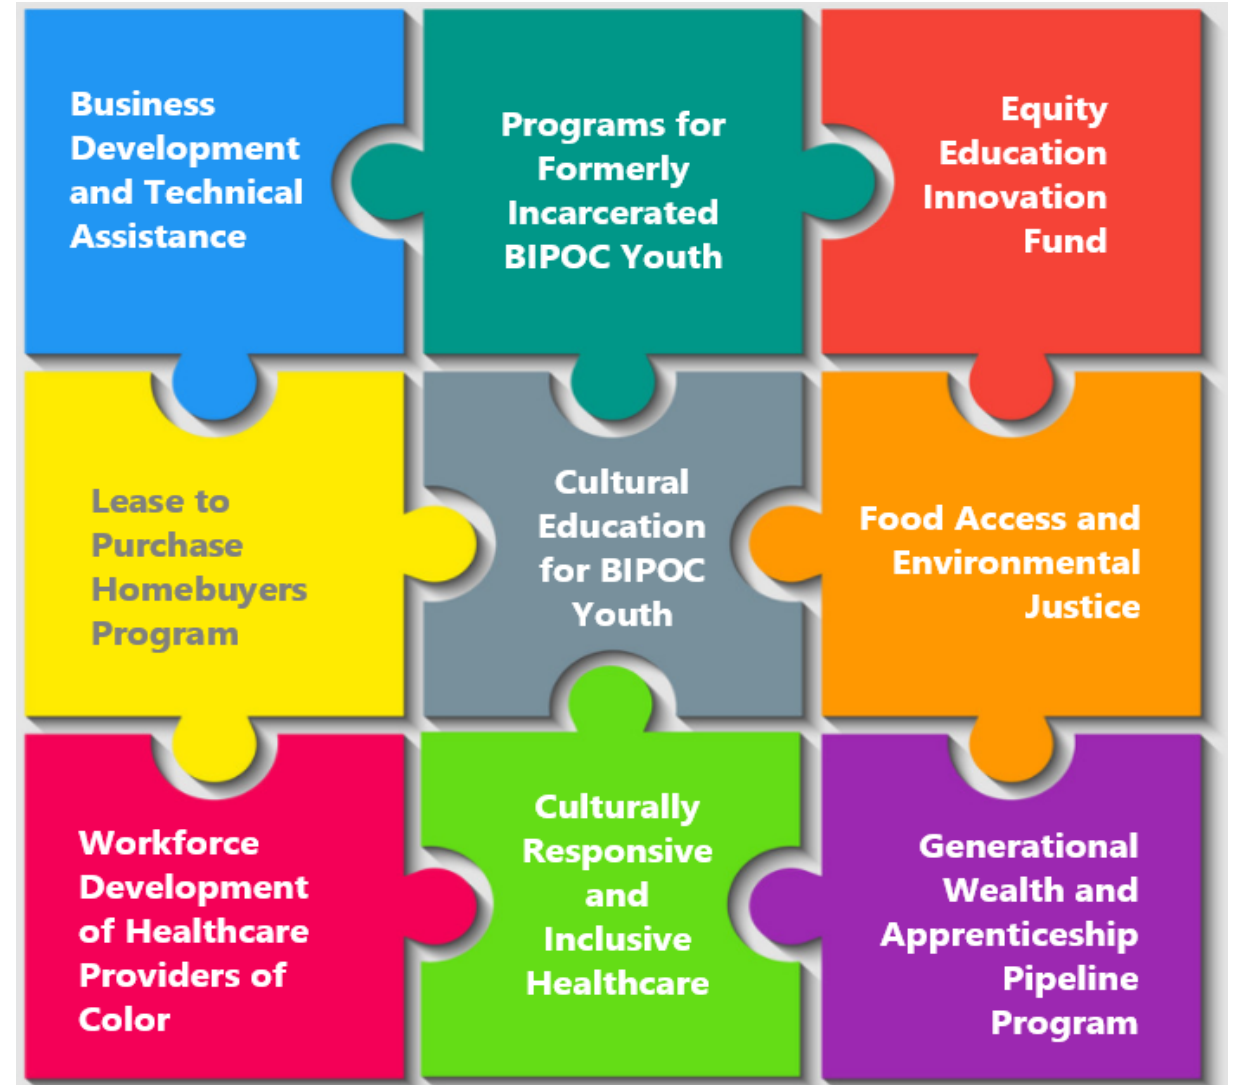 Business
Development
and Technical
Assistance
Programs for
Formerly
Incarcerated
BIPOC Youth
Equity
Education
Innovation
Fund
Lease to
Purchase
Homebuyers
Program
Cultural
Education
for BIPOC
Youth
Food Access and
Environmental
Justice
Workforce
Development
of Healthcare
Providers of
Color
Culturally
Responsive
and
Inclusive
Healthcare
Generational
Wealth and
Apprenticeship
Pipeline
Program